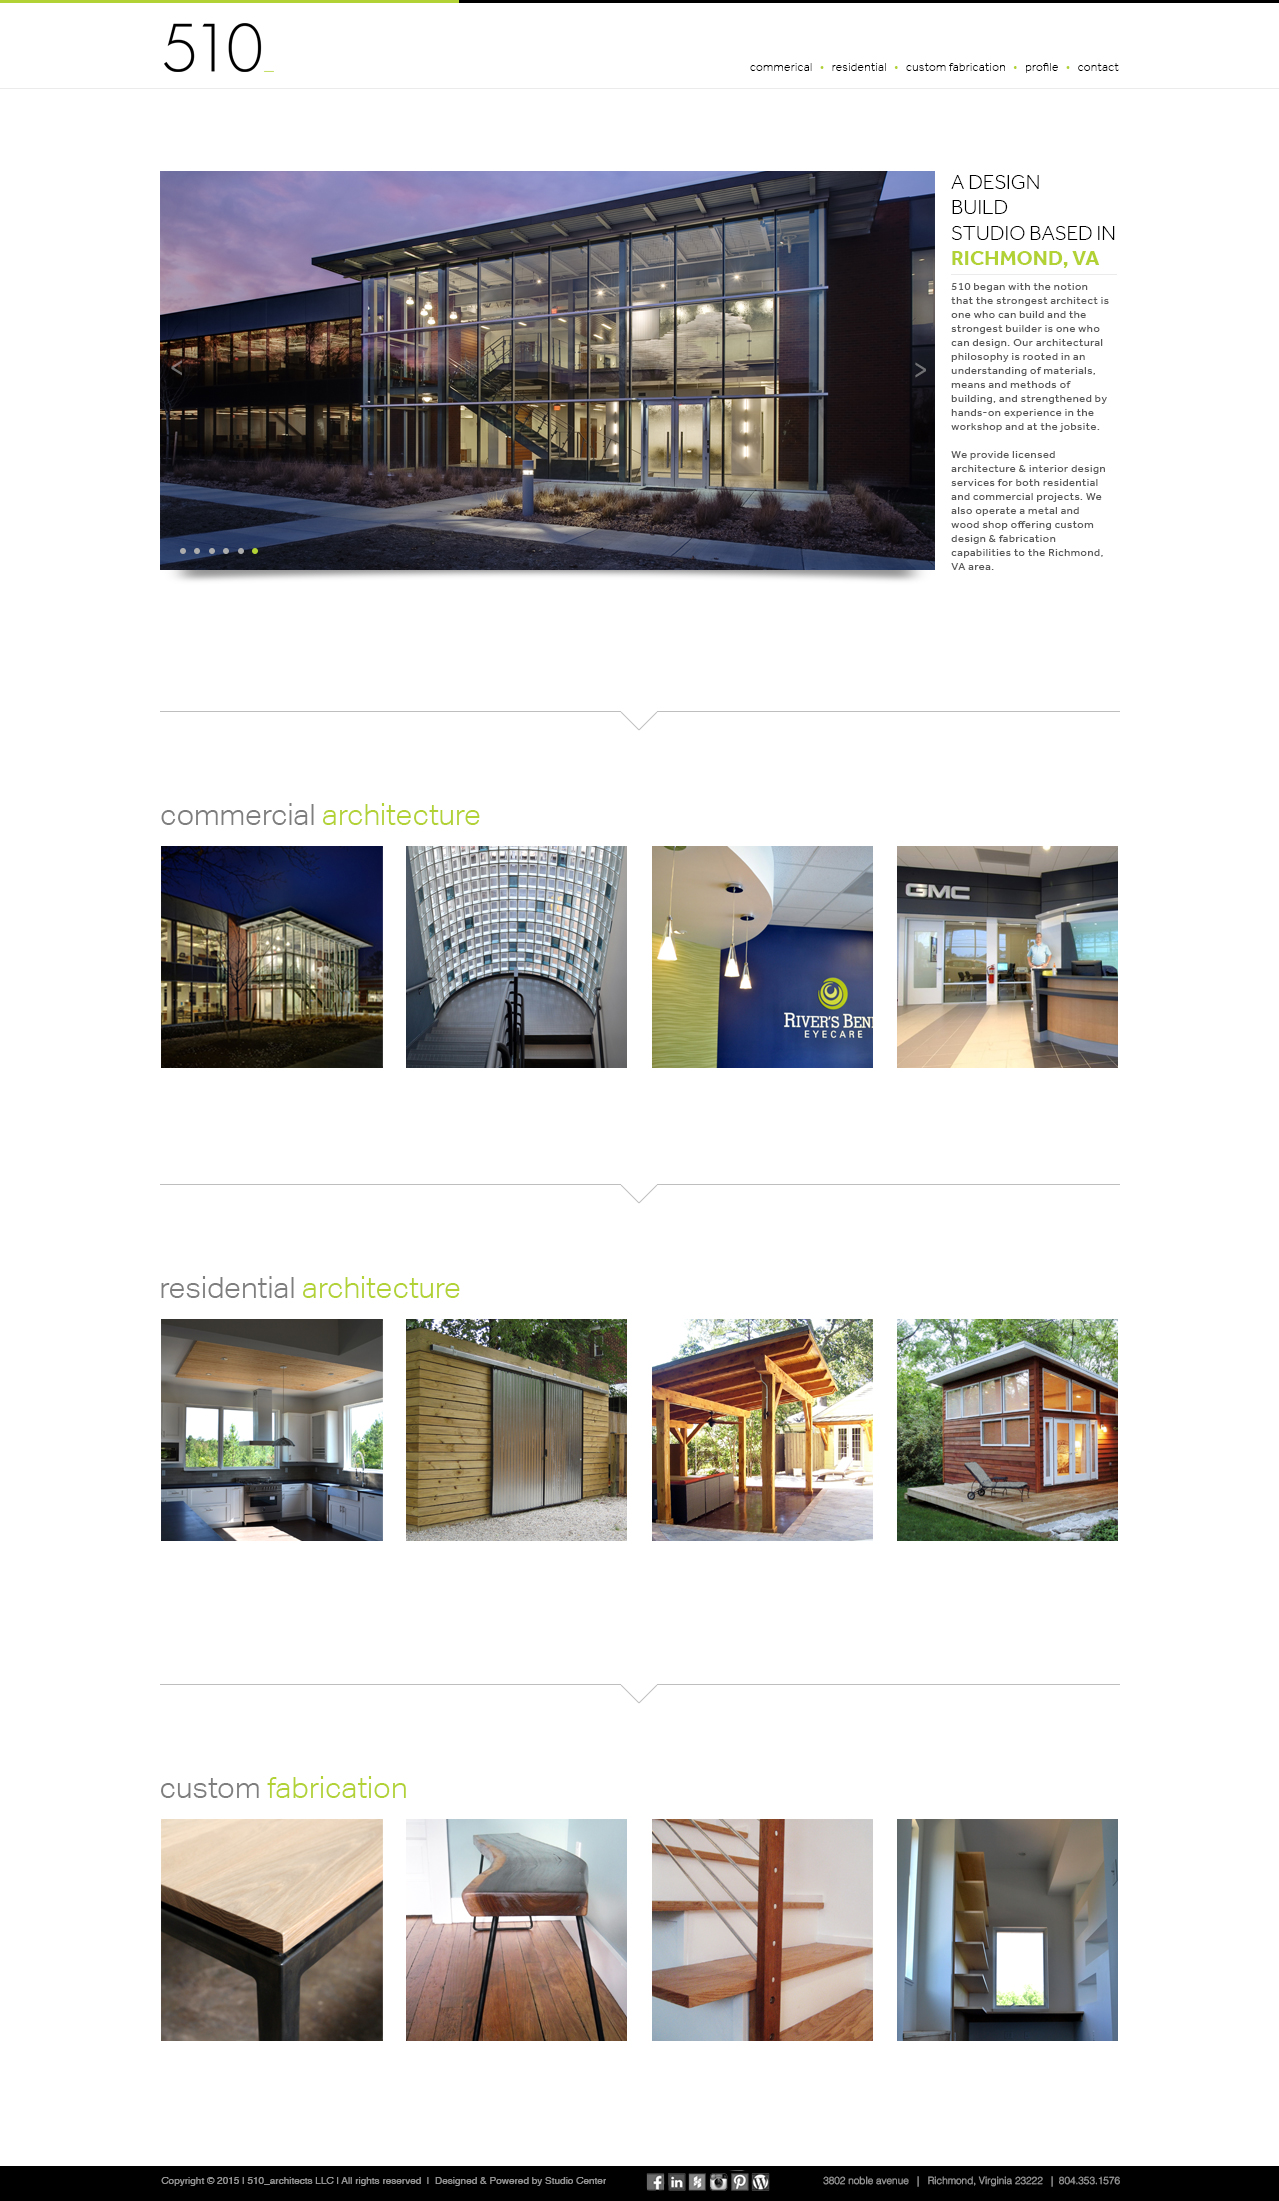 510_
commerical • residential • custom fabrication • profile • contact
A DESIGN
BUILD
STUDIO BASED IN
RICHMOND, VA
510 began with the notion
that the strongest architect is
one who can build and the
strongest builder is one who
can design. Our architectural
philosophy is rooted in an
understanding of materials,
means and methods of
building, and strengthened by
hands-on experience in the
workshop and at the jobsite.
We provide licensed
architecture & interior design
services for both residential
and commercial projects. We
also operate a metal and
wood shop offering custom
design & fabrication
capabilities to the Richmond,
VA area.
commercial architecture
RIVER'S BEN
EYECARE
GMC
residential architecture
custom fabrication
Copyright © 2015 | 510_architects LLC | All rights reserved | Designed & Powered by Studio Center
3802 noble avenue | Richmond, Virginia 23222 | 804.353.1576